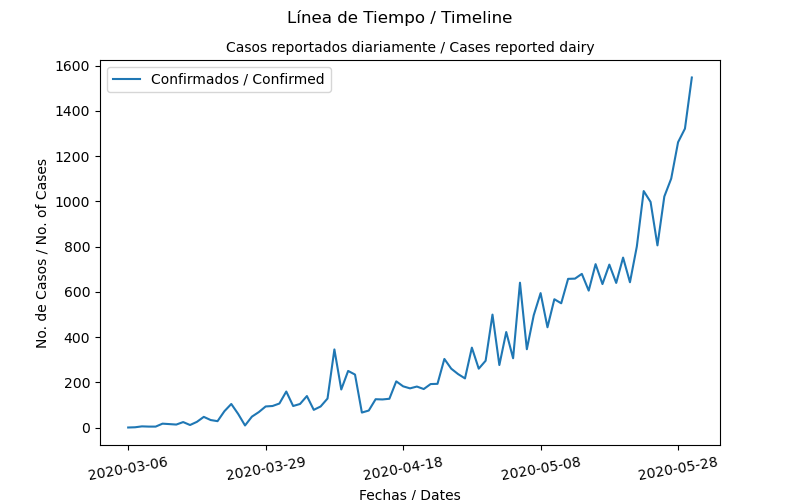 Línea de Tiempo / Timeline
Casos reportados diariamente / Cases reported dairy
Confirmados / Confirmed
No. de Casos / No. of Cases
1600
1400
1200
1000
800
600
400
200
0
2020-03-06
2020-03-29
2020-04-18
2020-05-08
2020-05-28
Fechas / Dates